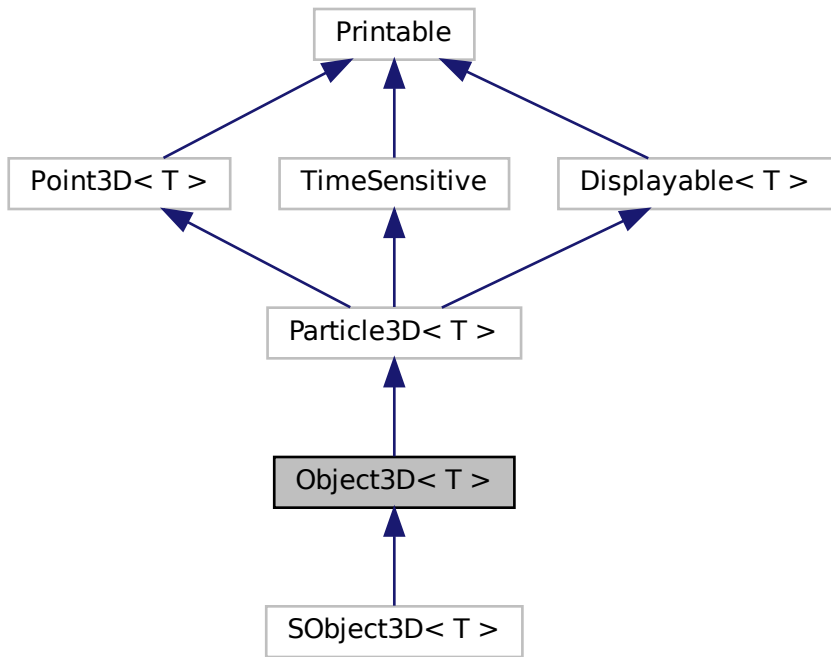 Printable
Point3D< T >
TimeSensitive
Displayable< T >
Particle3D< T >
Object3D< T >
SObject3D< T >